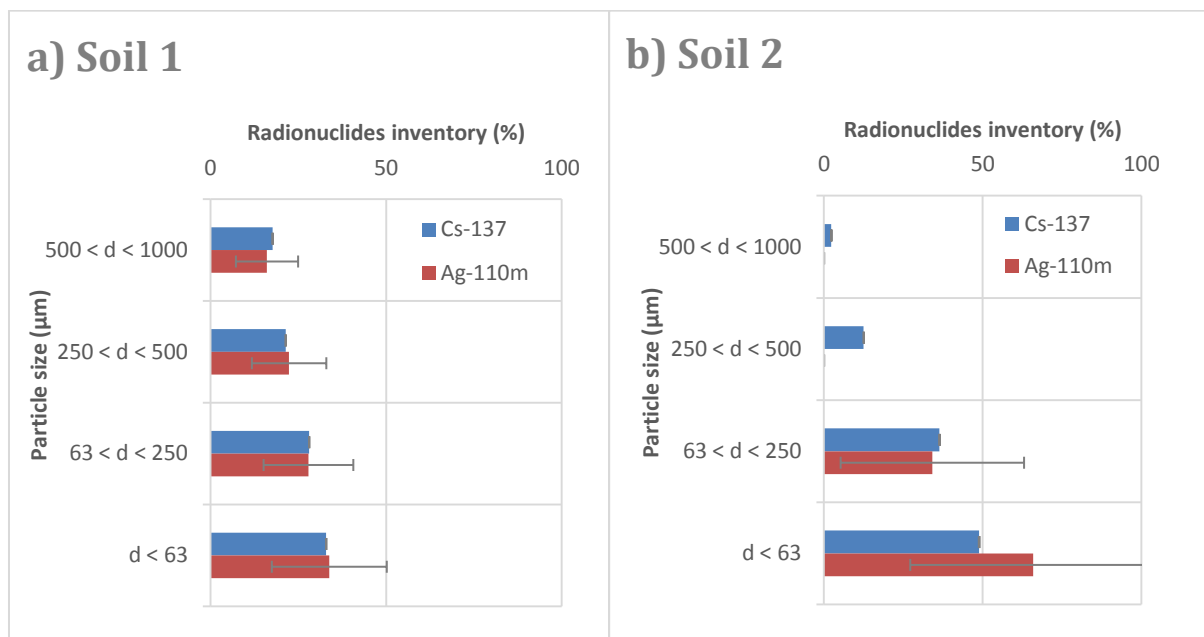 a) Soil 1
Radionuclides inventory (%)
0 50 100
Cs-137
Ag-110m
Particle size (µm)
500 < d < 1000
250 < d < 500
63 < d < 250
d < 63
b) Soil 2
Radionuclides inventory (%)
0 50 100
Cs-137
Ag-110m
Particle size (µm)
500 < d < 1000
250 < d < 500
63 < d < 250
d < 63